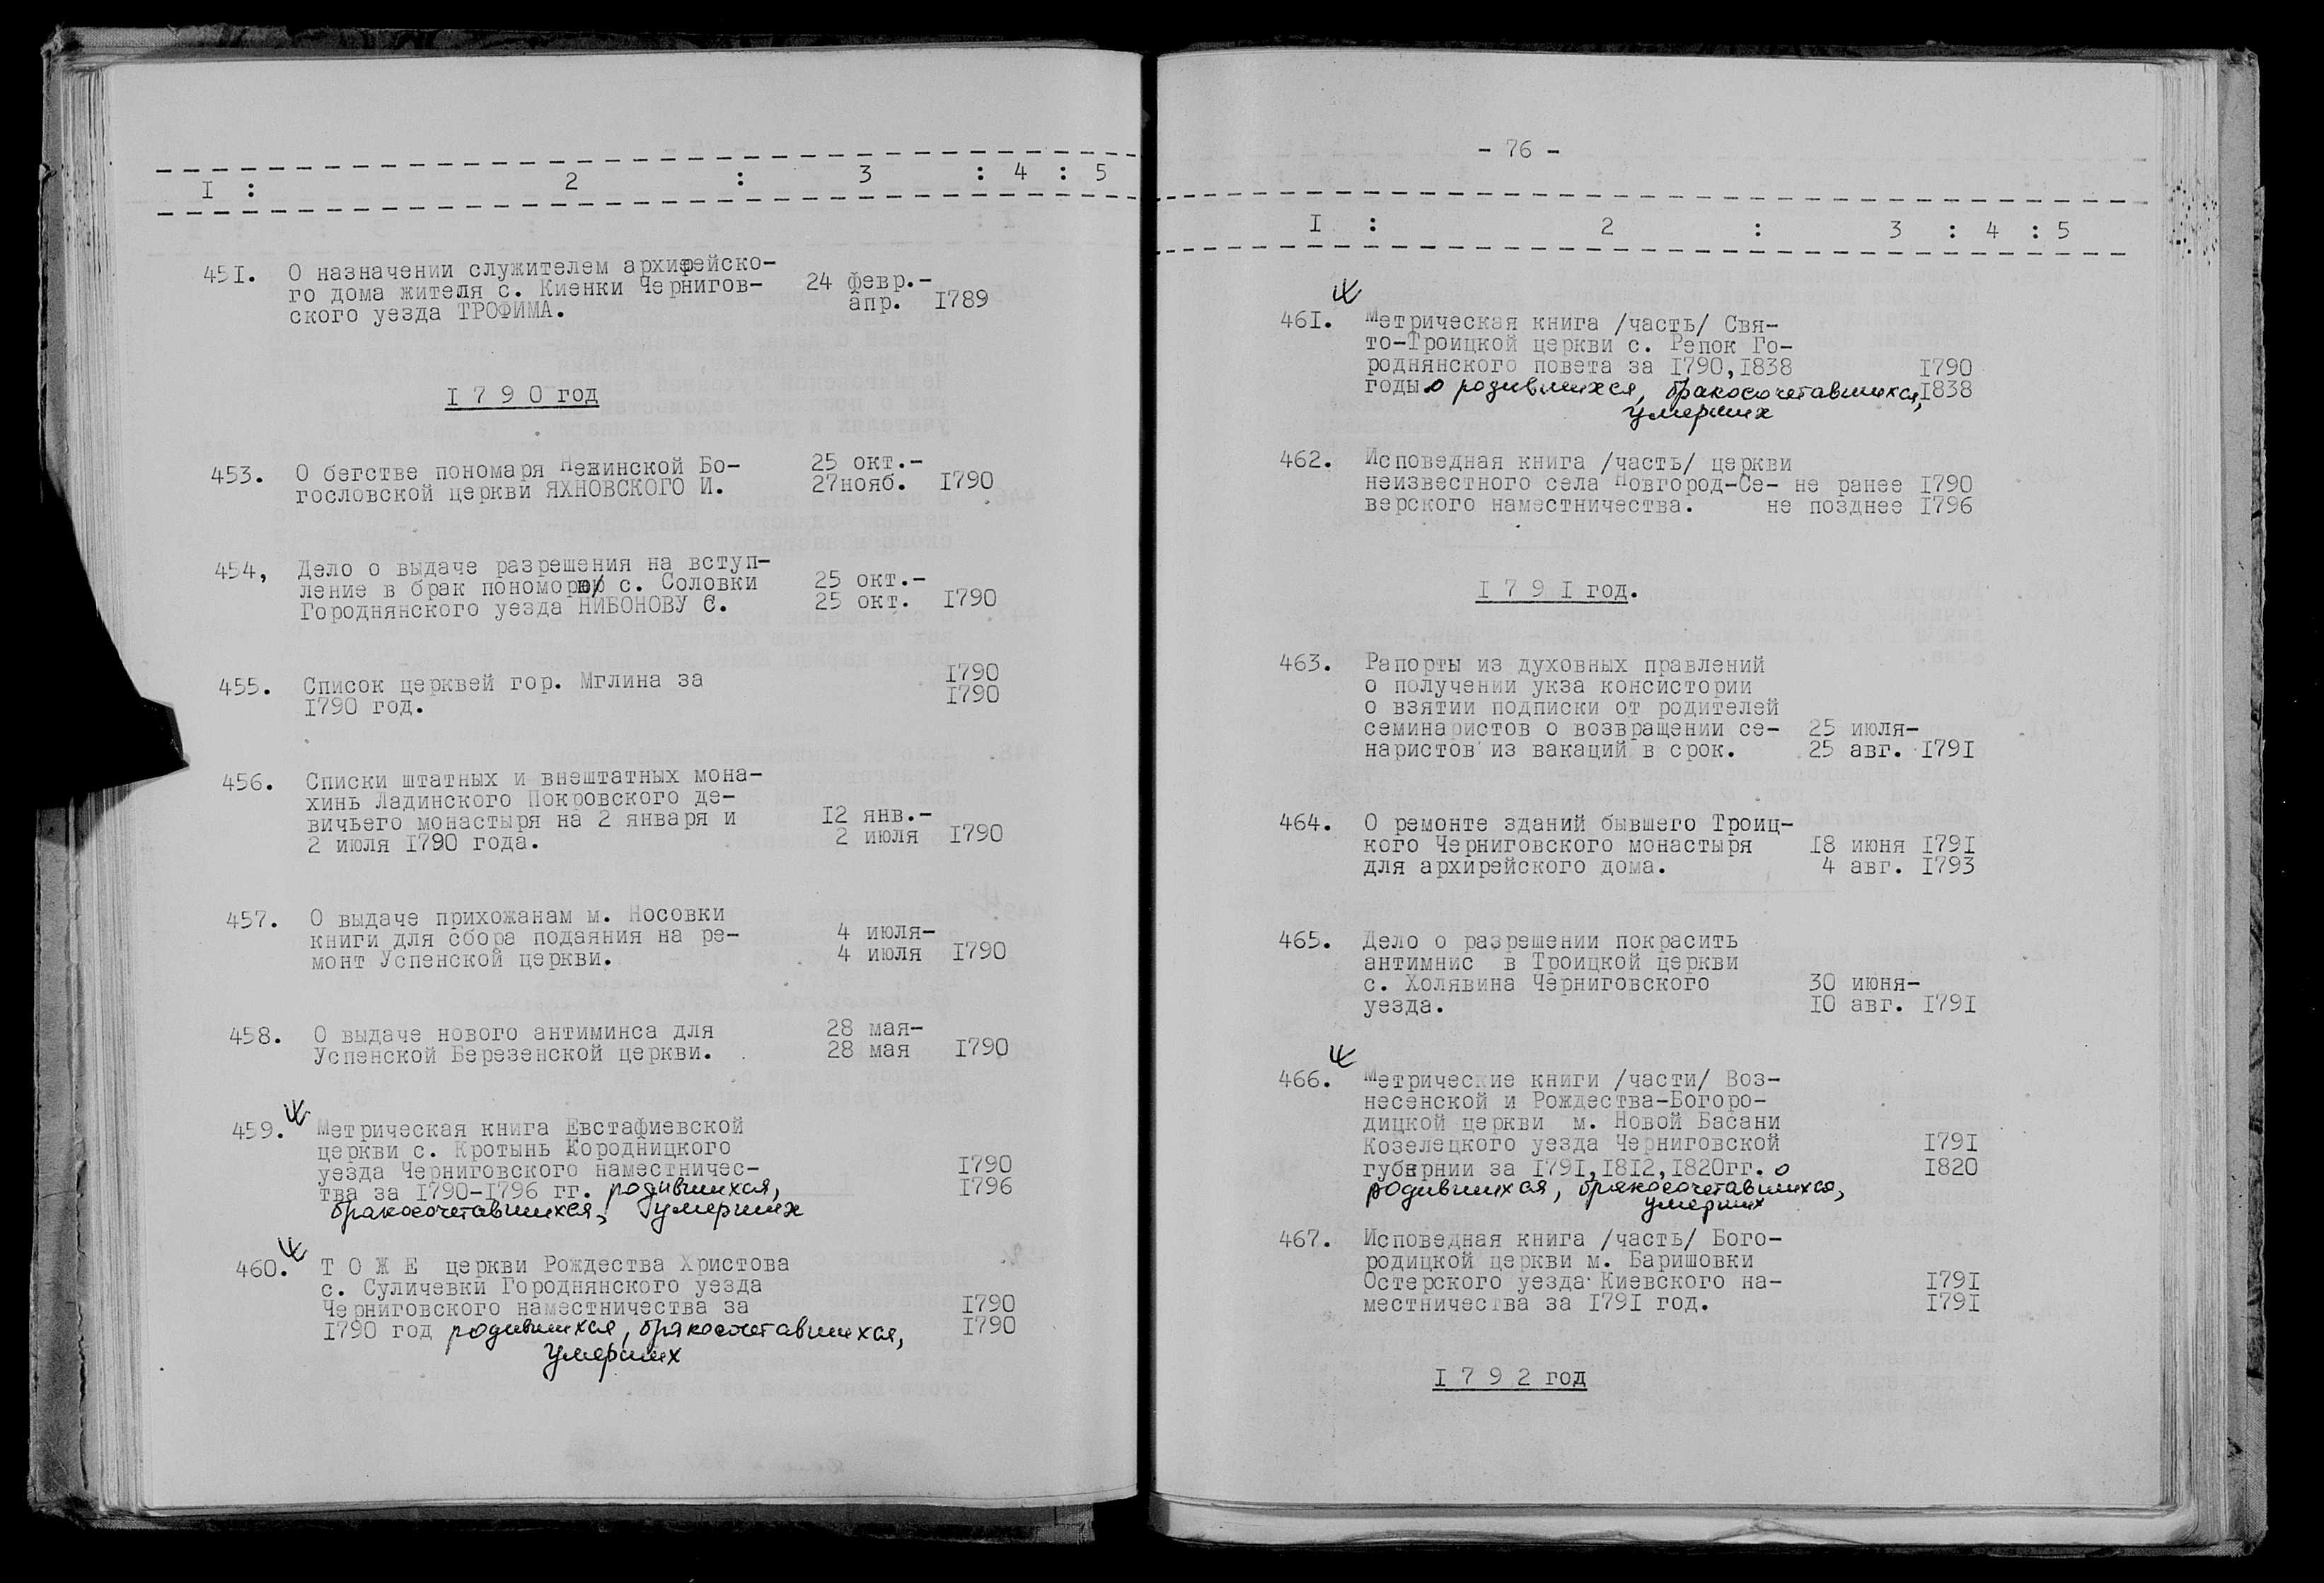 I : 2 : 3 : 4 : 5
451. О назначении служителем архирейско-
го дома жителя с. Киенки Чернигов- 24 февр.-
ского уезда ТРОФИМА. апр. I789
I 7 9 0 год
453. О бегстве пономаря Нежинской Бо- 25 окт.-
гословской церкви ЯХНОВСКОГО И. 27нояб. I790
454, Дело о выдаче разрешения на вступ-
ление в брак пономорю с. Соловки 25 окт.-
Городнянского уезда НИБОНОВУ С. 25 окт. I790
455. Список церквей гор. Мглина за I790
I790 год. I790
456. Списки штатных и внештатных мона-
хинь Ладинского Покровского де-
вичьего монастыря на 2 января и I2 янв.-
2 июля I790 года. 2 июля I790
457. О выдаче прихожанам м. Носовки
книги для сбора подаяния на ре- 4 июля-
монт Успенской церкви. 4 июля I790
458. О выдаче нового антиминса для 28 мая-
Успенской Березенской церкви. 28 мая I790
459. Метрическая книга Евстафиевской
церкви с. Кротынь Городницкого
уезда Черниговского наместничес- I790
тва за I790-I796 гг. родившихся, I796
бракосочетавшихся, умерших
460. Т О Ж Е церкви Рождества Христова
с. Суличевки Городнянского уезда
Черниговского наместничества за I790
I790 год родившихся, бракосочетавшихся, I790
умерших
- 76 -
I : 2 : 3 : 4 : 5
46I. Метрическая книга /часть/ Свя-
то-Троицкой церкви с. Репок Го-
роднянского повета за I790,I838 I790
годы о родившихся, бракосочетавшихся, I838
умерших
462. Исповедная книга /часть/ церкви
неизвестного села Новгород-Се- не ранее I790
верского наместничества. не позднее I796
I 7 9 I год.
463. Рапорты из духовных правлений
о получении укза консистории
о взятии подписки от родителей
семинаристов о возвращении се- 25 июля-
наристов из вакаций в срок. 25 авг. I79I
464. О ремонте зданий бывшего Троиц-
кого Черниговского монастыря I8 июня I79I
для архирейского дома. 4 авг. I793
465. Дело о разрешении покрасить
антимнис в Троицкой церкви
с. Холявина Черниговского 30 июня-
уезда. I0 авг. I79I
466. Метрические книги /части/ Воз-
несенской и Рождества-Богоро-
дицкой церкви м. Новой Басани
Козелецкого уезда Черниговской I79I
губернии за I79I,I8I2,I820гг. о I820
родившихся, бракосочетавшихся,
умерших
467. Исповедная книга /часть/ Бого-
родицкой церкви м. Баришовки
Остерского уезда Киевского на- I79I
местничества за I79I год. I79I
I 7 9 2 год